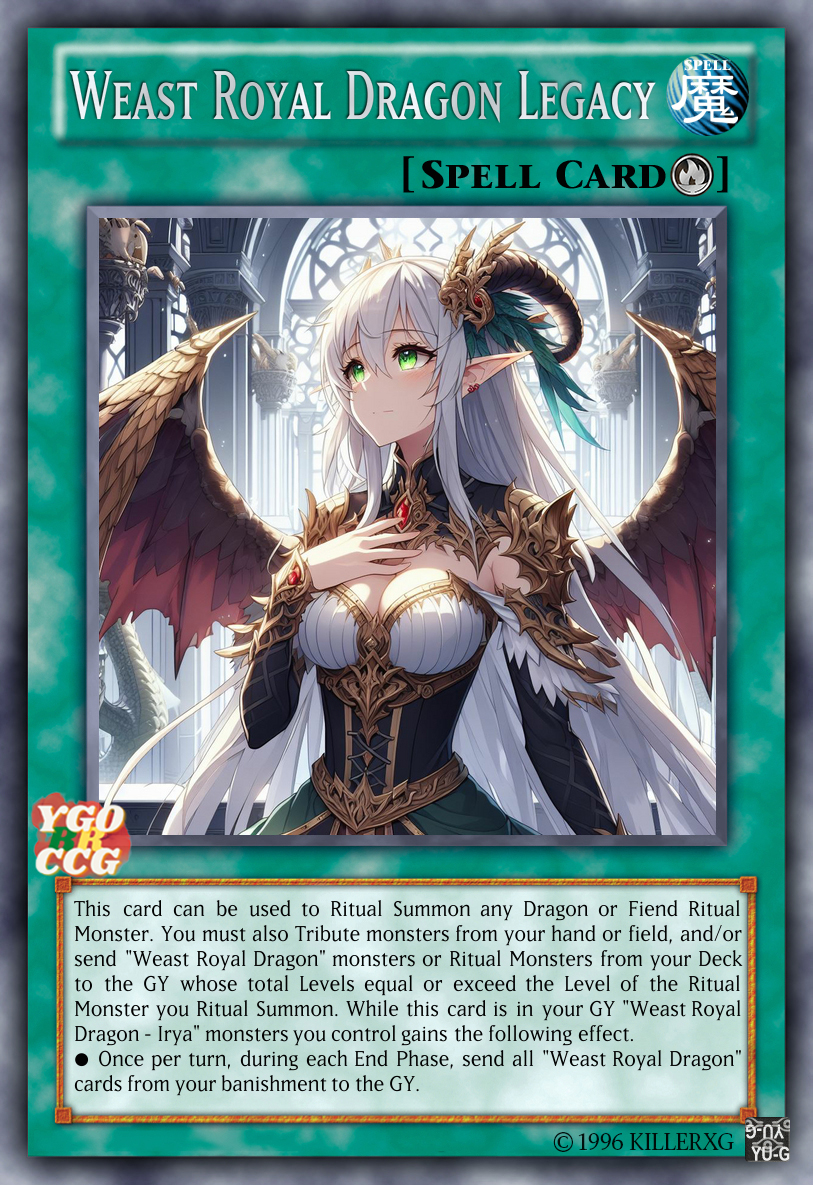 Weast Royal Dragon Legacy
SPELL
魔
[Spell Card]
YGO
BR
CCG
This card can be used to Ritual Summon any Dragon or Fiend Ritual
Monster. You must also Tribute monsters from your hand or field, and/or
send "Weast Royal Dragon" monsters or Ritual Monsters from your Deck
to the GY whose total Levels equal or exceed the Level of the Ritual
Monster you Ritual Summon. While this card is in your GY "Weast Royal
Dragon - Irya" monsters you control gains the following effect.
● Once per turn, during each End Phase, send all "Weast Royal Dragon"
cards from your banishment to the GY.
© 1996 KILLERXG
YU-G